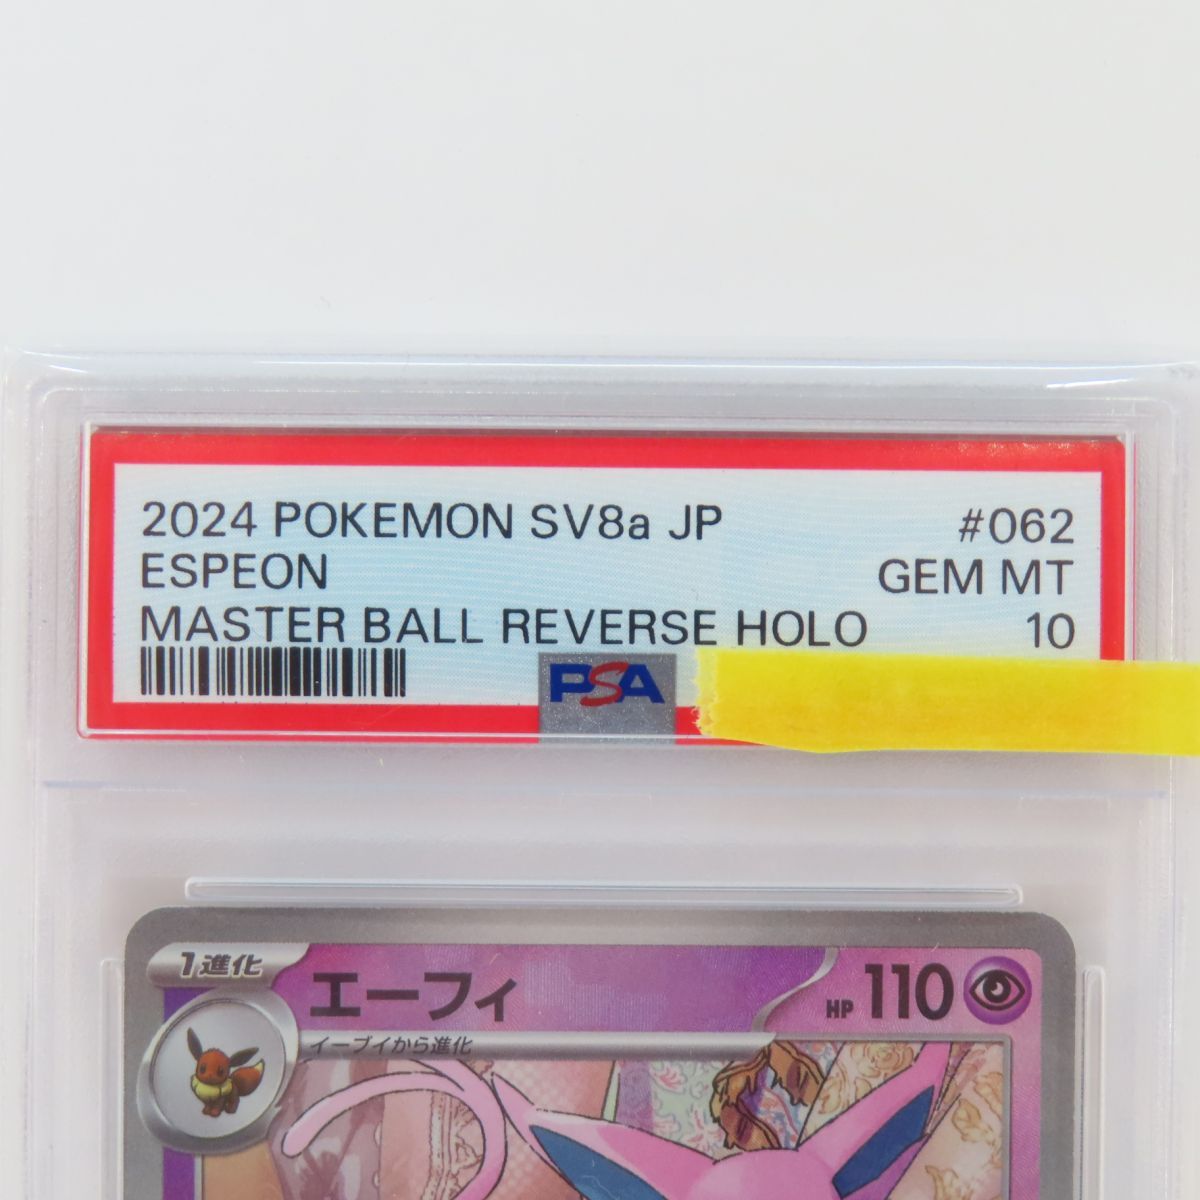 2024 POKEMON SV8a JP #062
ESPEON GEM MT
MASTER BALL REVERSE HOLO 10
PSA
1進化 エーフィ HP 110
イーブイから進化